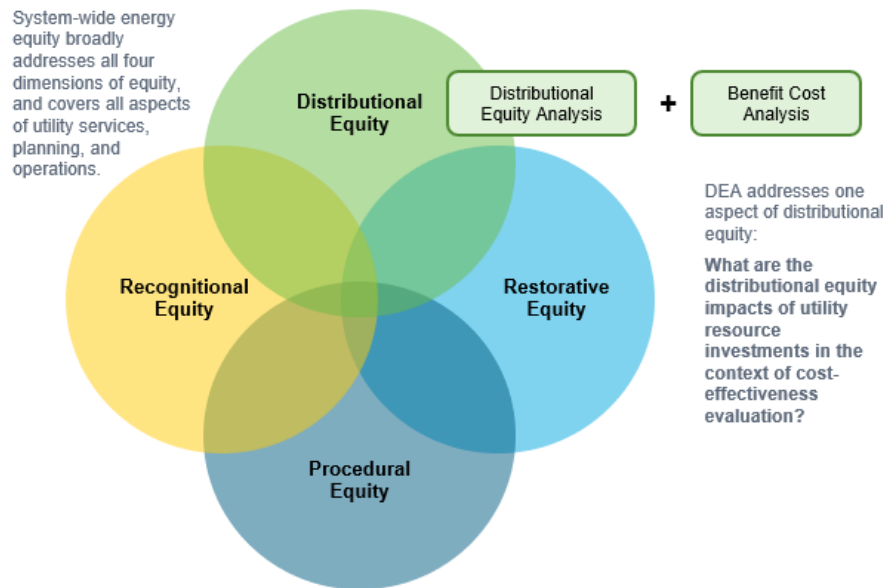 System-wide energy
equity broadly
addresses all four
dimensions of equity,
and covers all aspects
of utility services,
planning, and
operations.
Distributional
Equity
Distributional
Equity Analysis
+
Benefit Cost
Analysis
DEA addresses one
aspect of distributional
equity:
What are the
distributional equity
impacts of utility
resource
investments in the
context of cost-
effectiveness
evaluation?
Recognitional
Equity
Restorative
Equity
Procedural
Equity